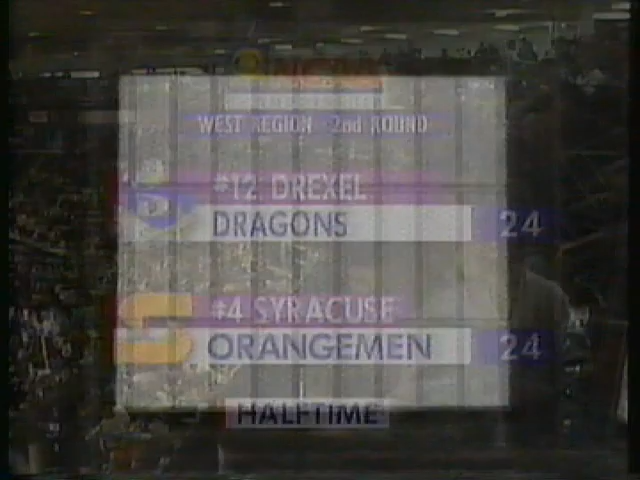 WEST REGION - 2nd ROUND
#12 DREXEL
DRAGONS 24
#4 SYRACUSE
ORANGEMEN 24
HALFTIME